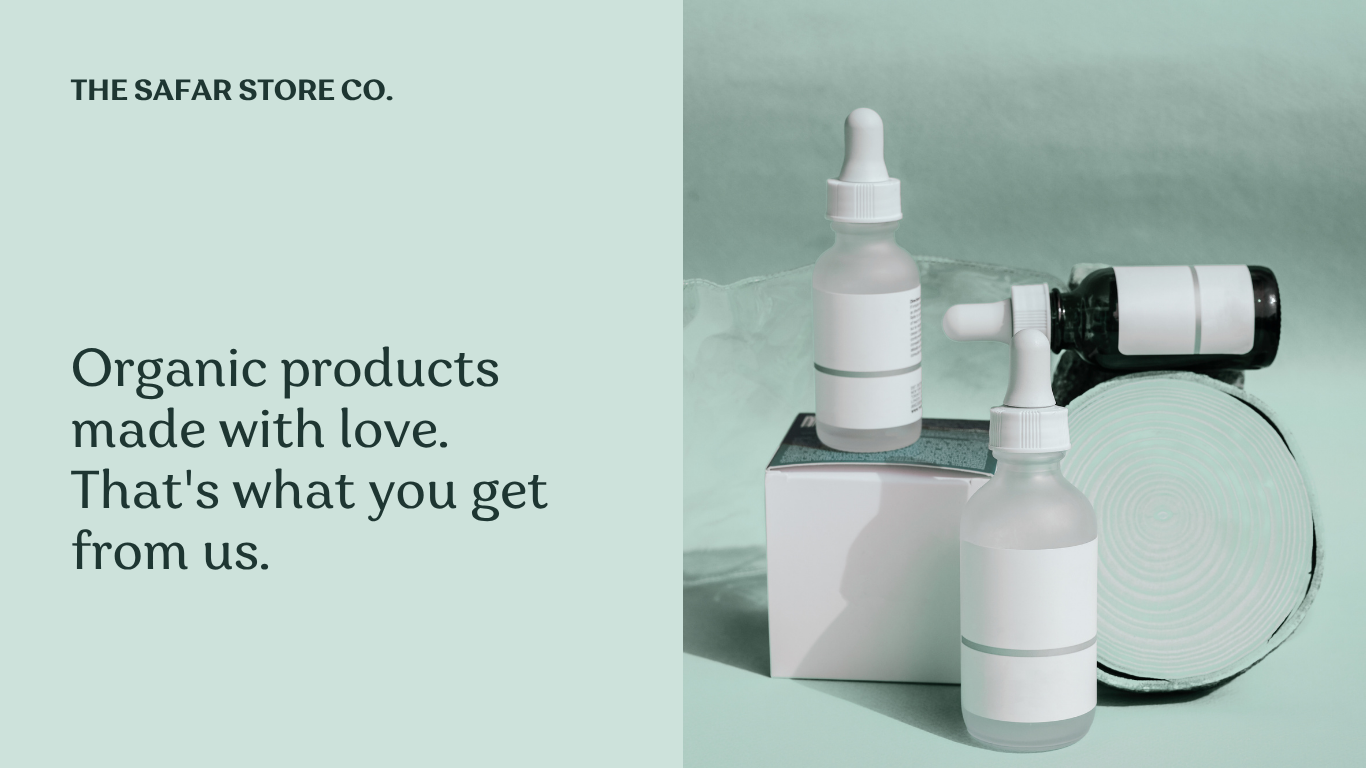 THE SAFAR STORE CO.
Organic products
made with love.
That's what you get
from us.